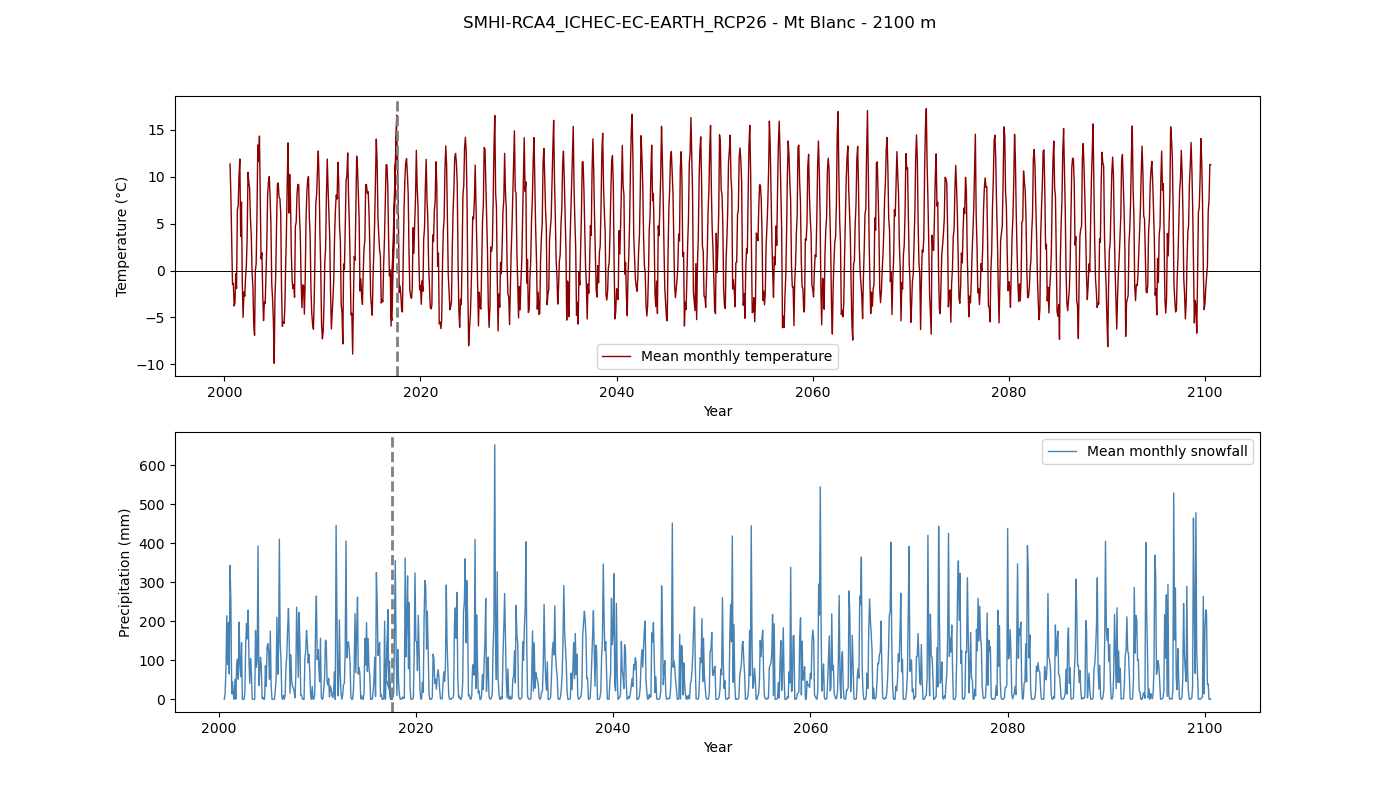 SMHI-RCA4_ICHEC-EC-EARTH_RCP26 - Mt Blanc - 2100 m
Temperature (°C)
15
10
5
0
−5
−10
Mean monthly temperature
2000 2020 2040 2060 2080 2100
Year
Precipitation (mm)
600
500
400
300
200
100
0
Mean monthly snowfall
2000 2020 2040 2060 2080 2100
Year